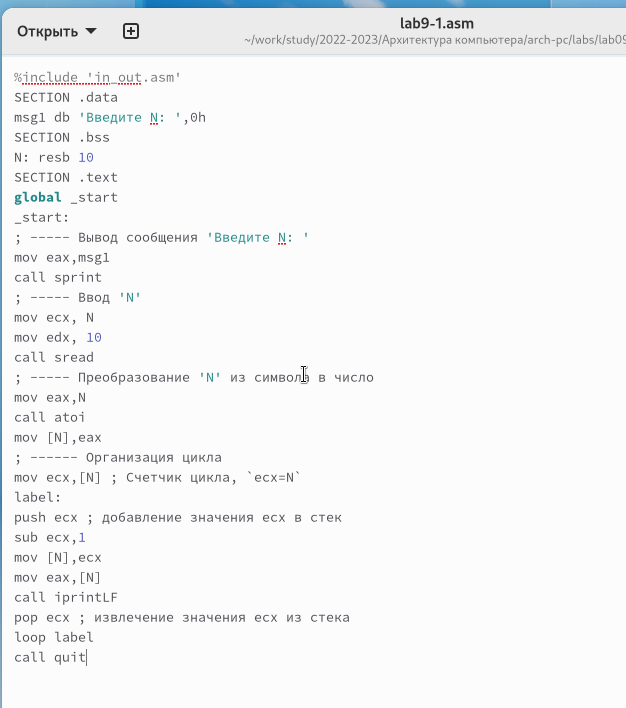 Открыть
lab9-1.asm
~/work/study/2022-2023/Архитектура компьютера/arch-pc/labs/lab09
%include 'in_out.asm'
SECTION .data
msg1 db 'Введите N: ',0h
SECTION .bss
N: resb 10
SECTION .text
global _start
_start:
; ----- Вывод сообщения 'Введите N: '
mov eax,msg1
call sprint
; ----- Ввод 'N'
mov ecx, N
mov edx, 10
call sread
; ----- Преобразование 'N' из символа в число
mov eax,N
call atoi
mov [N],eax
; ------ Организация цикла
mov ecx,[N] ; Счетчик цикла, `ecx=N`
label:
push ecx ; добавление значения ecx в стек
sub ecx,1
mov [N],ecx
mov eax,[N]
call iprintLF
pop ecx ; извлечение значения ecx из стека
loop label
call quit